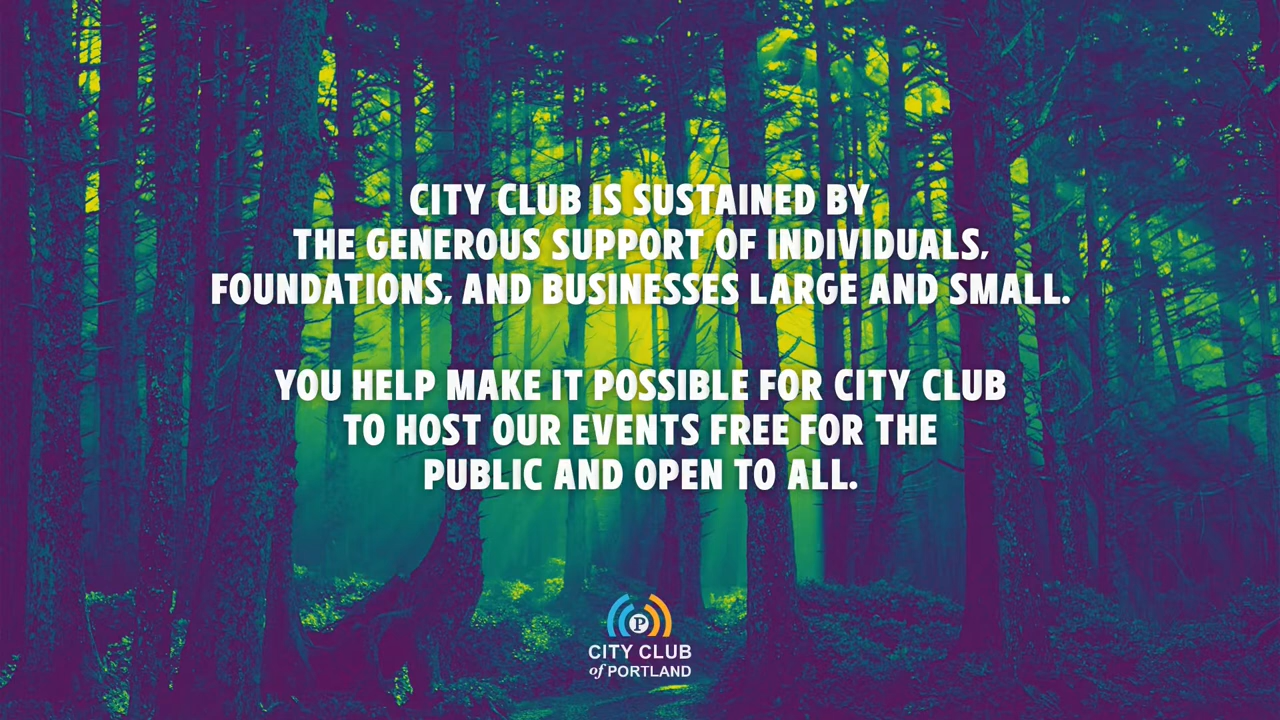 CITY CLUB IS SUSTAINED BY
THE GENEROUS SUPPORT OF INDIVIDUALS,
FOUNDATIONS, AND BUSINESSES LARGE AND SMALL.
YOU HELP MAKE IT POSSIBLE FOR CITY CLUB
TO HOST OUR EVENTS FREE FOR THE
PUBLIC AND OPEN TO ALL.
P
CITY CLUB
of PORTLAND